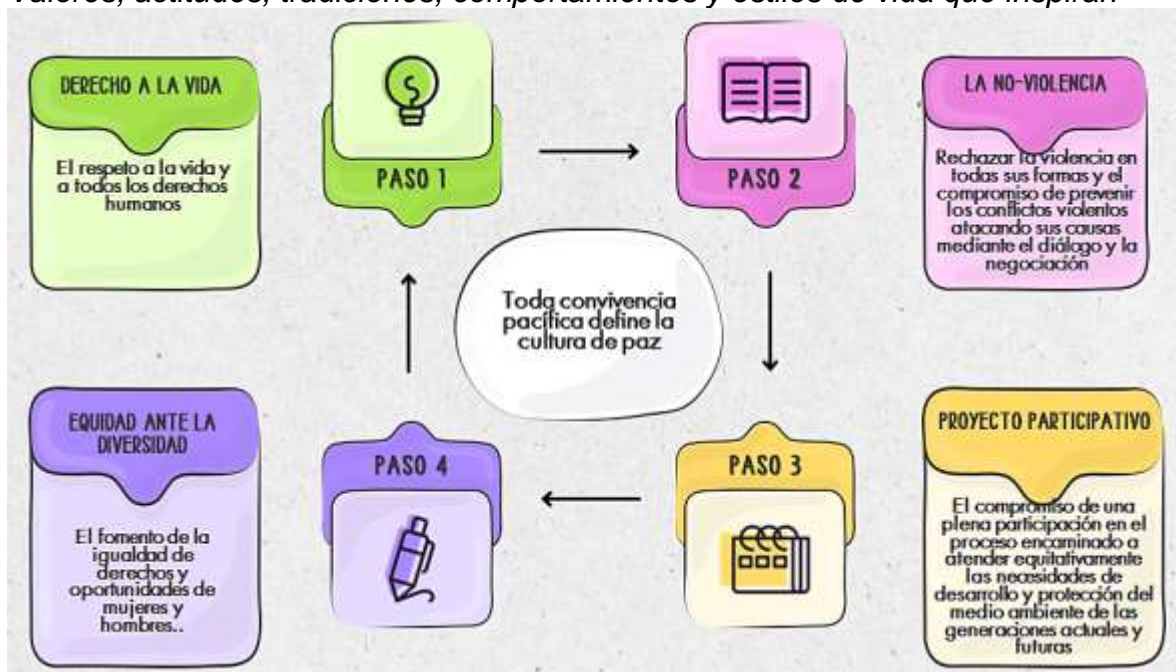 valores, actitudes, tradiciones, comportamientos y estilos de vida que inspiran
DERECHO A LA VIDA
El respeto a la vida y
a todos los derechos
humanos
PASO 1
PASO 2
LA NO-VIOLENCIA
Rechazar la violencia en
todas sus formas y el
compromiso de prevenir
los conflictos violentos
atacando sus causas
mediante el diálogo y la
negociación
Toda convivencia
pacífica define la
cultura de paz
EQUIDAD ANTE LA
DIVERSIDAD
El fomento de la
igualdad de
derechos y
oportunidades de
mujeres y
hombres..
PASO 4
PASO 3
PROYECTO PARTICIPATIVO
El compromiso de una
plena participación en el
proceso encaminado a
atender equitativamente
las necesidades de
desarrollo y protección del
medio ambiente de las
generaciones actuales y
futuras